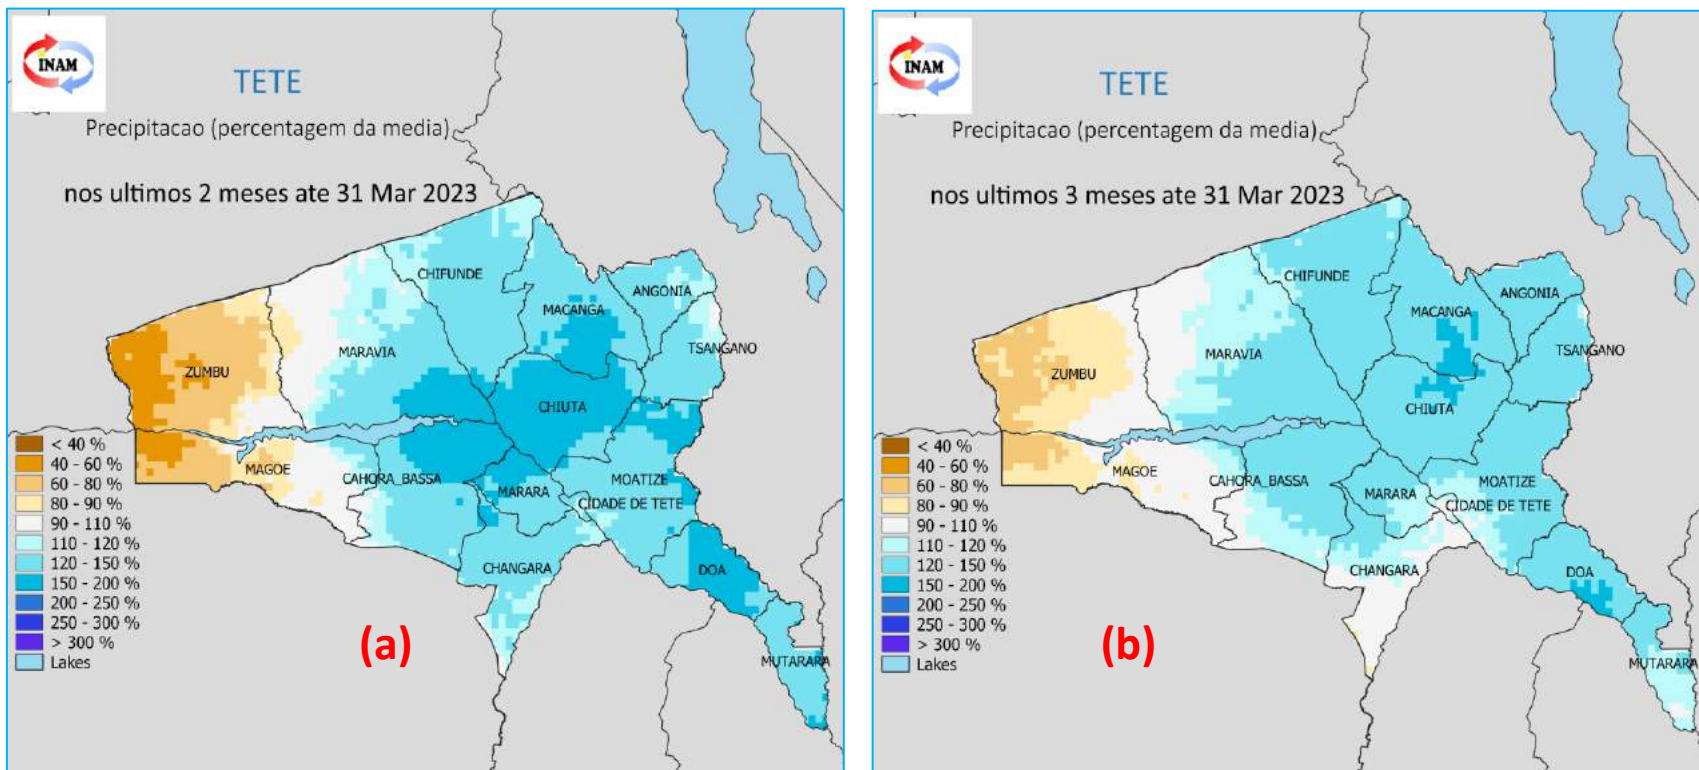 INAM
TETE
Precipitacao (percentagem da media)
nos ultimos 2 meses ate 31 Mar 2023
CHIFUNDE
ANGONIA
MACANGA
TSANGANO
MARAVIA
ZUMBU
CHIUTA
MAGOE
CAHORA_BASSA
MOATIZE
MARARA
CIDADE DE TETE
CHANGARA
DOA
MUTARARA
< 40 %
40 - 60 %
60 - 80 %
80 - 90 %
90 - 110 %
110 - 120 %
120 - 150 %
150 - 200 %
200 - 250 %
250 - 300 %
> 300 %
Lakes
(a)
INAM
TETE
Precipitacao (percentagem da media)
nos ultimos 3 meses ate 31 Mar 2023
CHIFUNDE
ANGONIA
MACANGA
TSANGANO
MARAVIA
ZUMBU
CHIUTA
MAGOE
CAHORA_BASSA
MOATIZE
MARARA
CIDADE DE TETE
CHANGARA
DOA
MUTARARA
< 40 %
40 - 60 %
60 - 80 %
80 - 90 %
90 - 110 %
110 - 120 %
120 - 150 %
150 - 200 %
200 - 250 %
250 - 300 %
> 300 %
Lakes
(b)